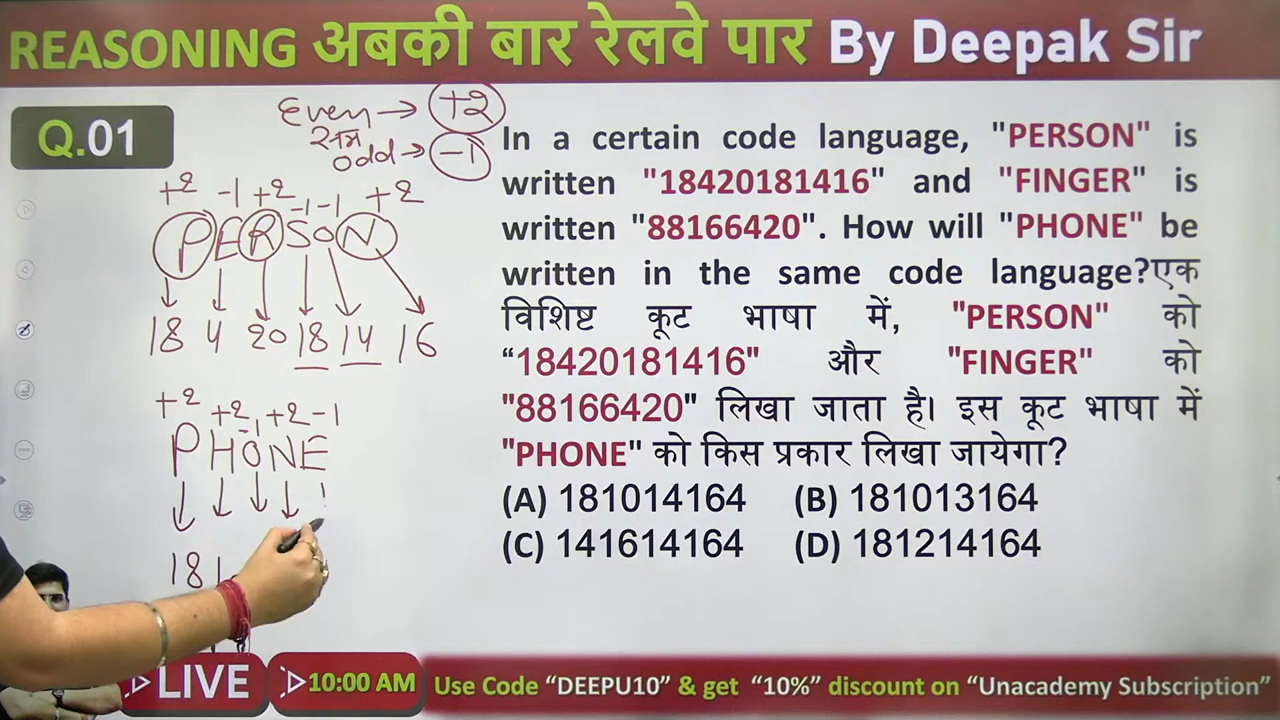 REASONING अबकी बार रेलवे पार By Deepak Sir
Q.01
Even → +2
सम
odd → -1
+2 -1 +2 -1 -1 +2
PERSON
18 4 20 18 14 16
+2 +2 -1 +2 -1
PHONE
18 1
In a certain code language, "PERSON" is
written "18420181416" and "FINGER" is
written "88166420". How will "PHONE" be
written in the same code language?एक
विशिष्ट कूट भाषा में, "PERSON" को
“18420181416" और "FINGER" को
"88166420" लिखा जाता है। इस कूट भाषा में
"PHONE" को किस प्रकार लिखा जायेगा?
(A) 181014164 (B) 181013164
(C) 141614164 (D) 181214164
LIVE
10:00 AM
Use Code “DEEPU10” & get “10%” discount on “Unacademy Subscription”